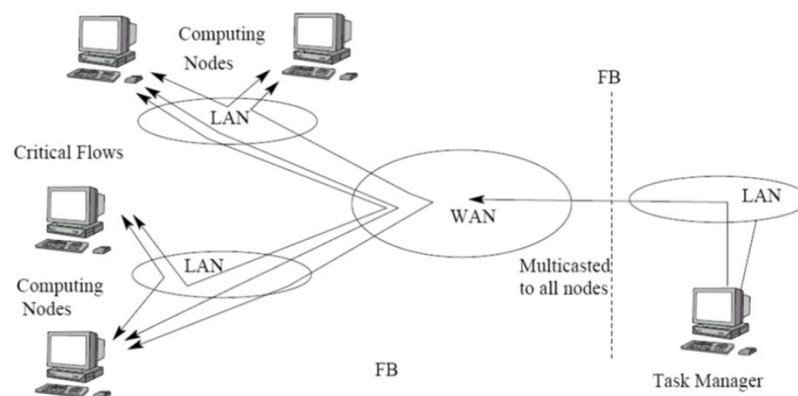 Computing
Nodes
LAN
Critical Flows
LAN
Computing
Nodes
WAN
FB
LAN
Multicasted
to all nodes
FB
Task Manager